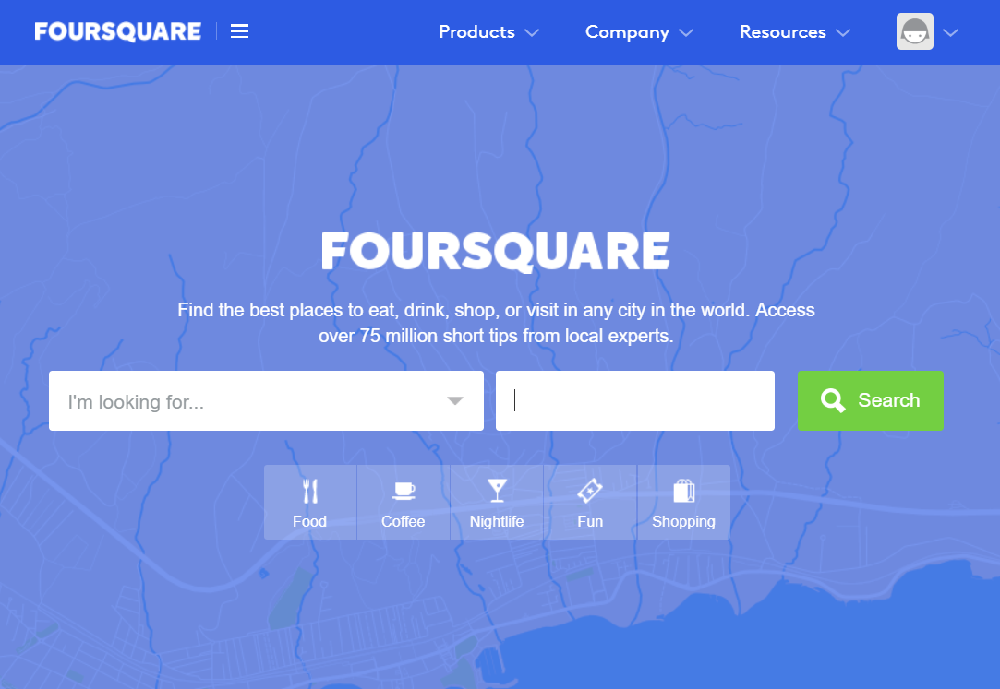 FOURSQUARE
Products
Company
Resources
FOURSQUARE
Find the best places to eat, drink, shop, or visit in any city in the world. Access
over 75 million short tips from local experts.
I'm looking for...
Search
Food
Coffee
Nightlife
Fun
Shopping